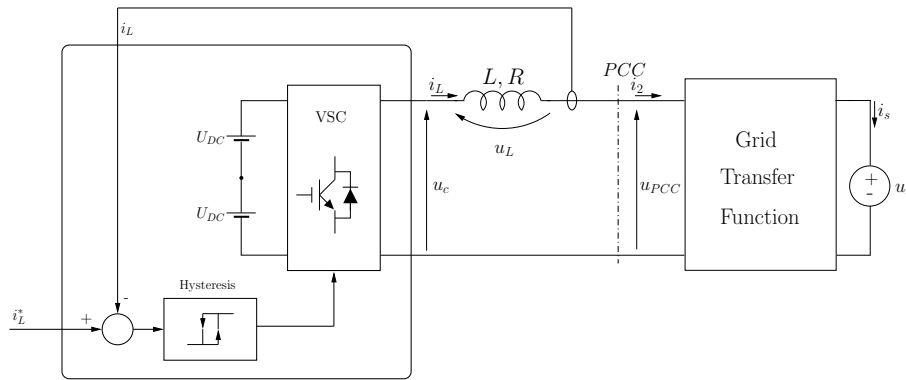 i_L
PCC
i_L
L, R
i_2
VSC
U_DC
U_DC
u_L
u_c
u_PCC
Grid
Transfer
Function
i_s
+
-
u
Hysteresis
-
i_L^*
+